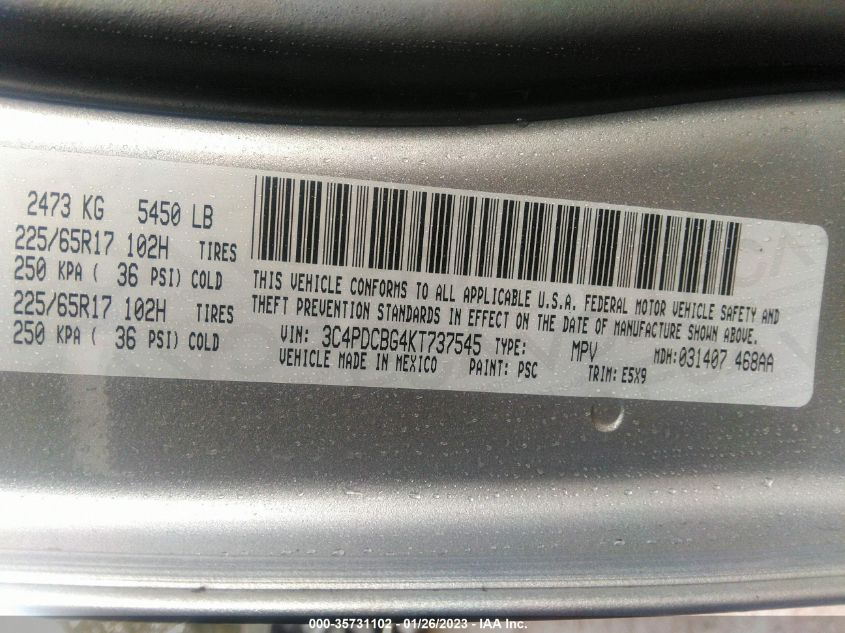 2473 KG 5450 LB
225/65R17 102H TIRES
250 KPA ( 36 PSI) COLD
225/65R17 102H TIRES
250 KPA ( 36 PSI) COLD
THIS VEHICLE CONFORMS TO ALL APPLICABLE U.S.A. FEDERAL MOTOR VEHICLE SAFETY AND
THEFT PREVENTION STANDARDS IN EFFECT ON THE DATE OF MANUFACTURE SHOWN ABOVE.
VIN: 3C4PDCBG4KT737545 TYPE: MPV MDH:031407 468AA
VEHICLE MADE IN MEXICO PAINT: PSC TRIM: E5X9
000-35731102 - 01/26/2023 - IAA Inc.